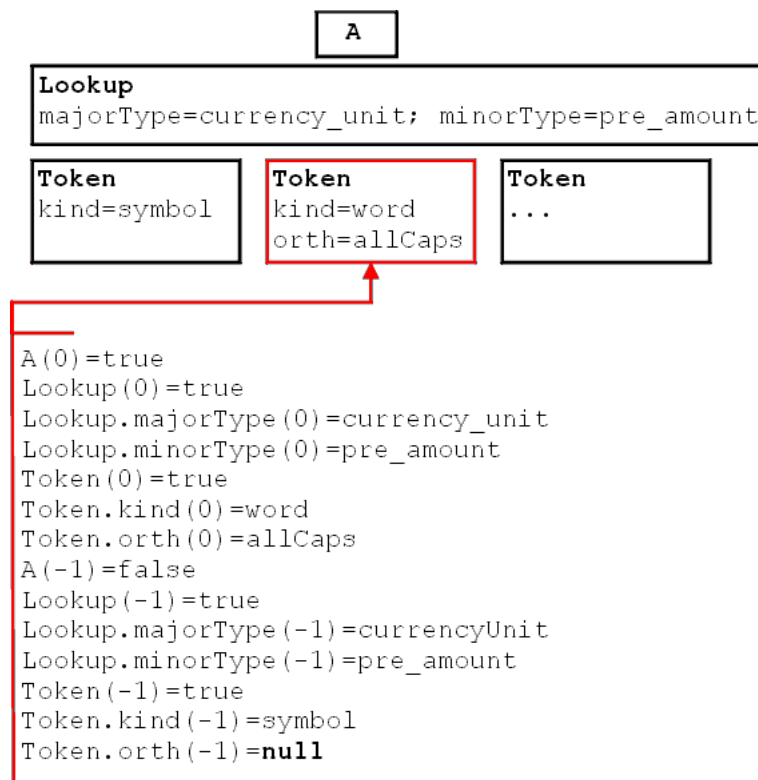 A
Lookup
majorType=currency_unit; minorType=pre_amount
Token
kind=symbol
Token
kind=word
orth=allCaps
Token
...
A(0)=true
Lookup(0)=true
Lookup.majorType(0)=currency_unit
Lookup.minorType(0)=pre_amount
Token(0)=true
Token.kind(0)=word
Token.orth(0)=allCaps
A(-1)=false
Lookup(-1)=true
Lookup.majorType(-1)=currencyUnit
Lookup.minorType(-1)=pre_amount
Token(-1)=true
Token.kind(-1)=symbol
Token.orth(-1)=null